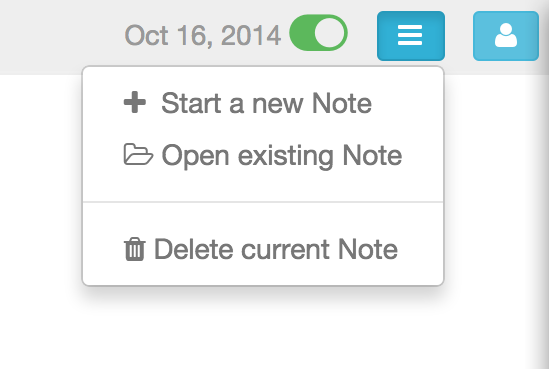 Oct 16, 2014
Start a new Note
Open existing Note
Delete current Note